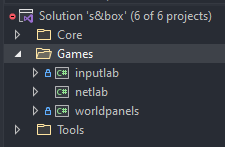 Solution 's&box' (6 of 6 projects)
Core
Games
C# inputlab
C# netlab
C# worldpanels
Tools